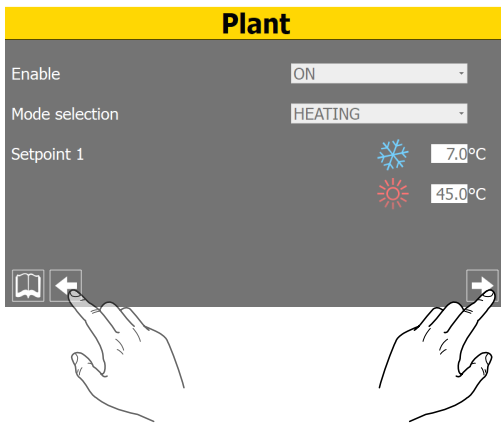 Plant
Enable ON
Mode selection HEATING
Setpoint 1 7.0°C
45.0°C